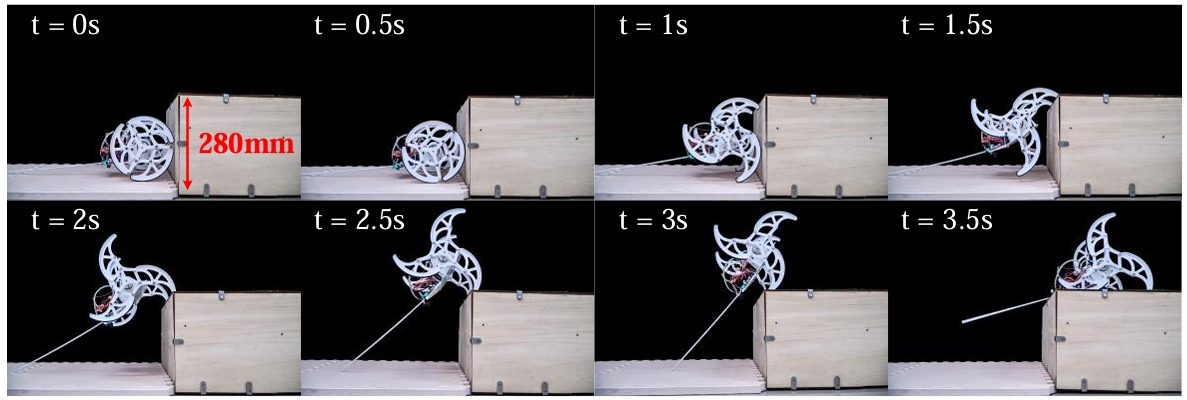 t = 0s
t = 0.5s
t = 1s
t = 1.5s
280mm
t = 2s
t = 2.5s
t = 3s
t = 3.5s